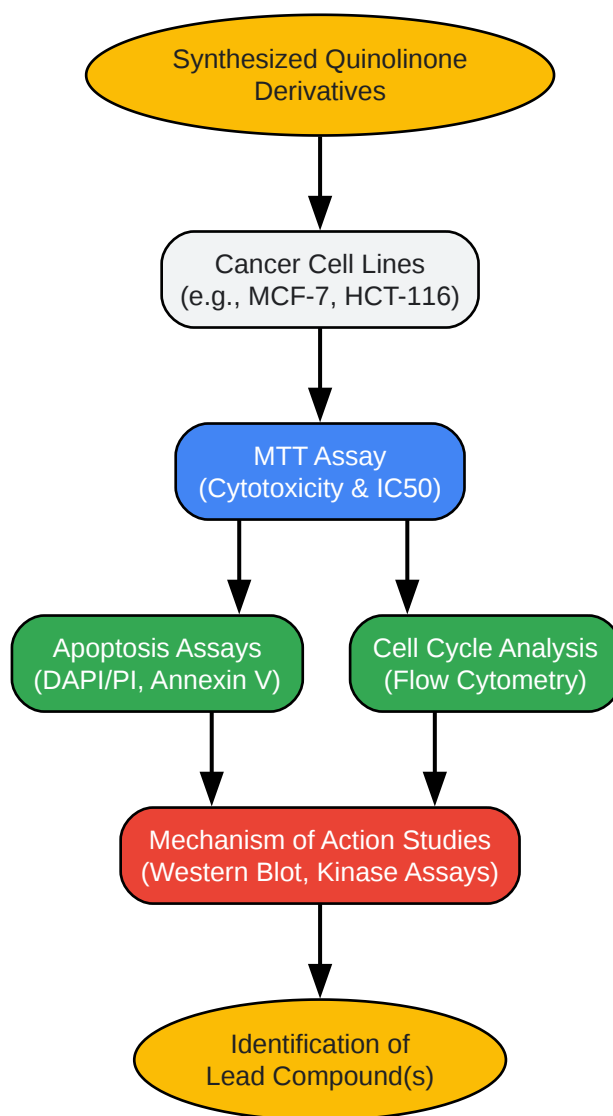 Synthesized Quinolinone
Derivatives
Cancer Cell Lines
(e.g., MCF-7, HCT-116)
MTT Assay
(Cytotoxicity & IC50)
Apoptosis Assays
(DAPI/PI, Annexin V)
Cell Cycle Analysis
(Flow Cytometry)
Mechanism of Action Studies
(Western Blot, Kinase Assays)
Identification of
Lead Compound(s)